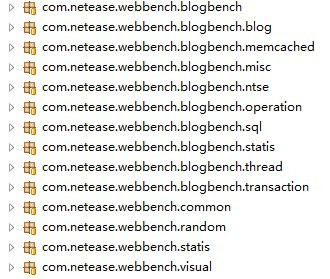 com.netease.webbench.blogbench
com.netease.webbench.blogbench.blog
com.netease.webbench.blogbench.memcached
com.netease.webbench.blogbench.misc
com.netease.webbench.blogbench.ntse
com.netease.webbench.blogbench.operation
com.netease.webbench.blogbench.sql
com.netease.webbench.blogbench.statis
com.netease.webbench.blogbench.thread
com.netease.webbench.blogbench.transaction
com.netease.webbench.common
com.netease.webbench.random
com.netease.webbench.statis
com.netease.webbench.visual